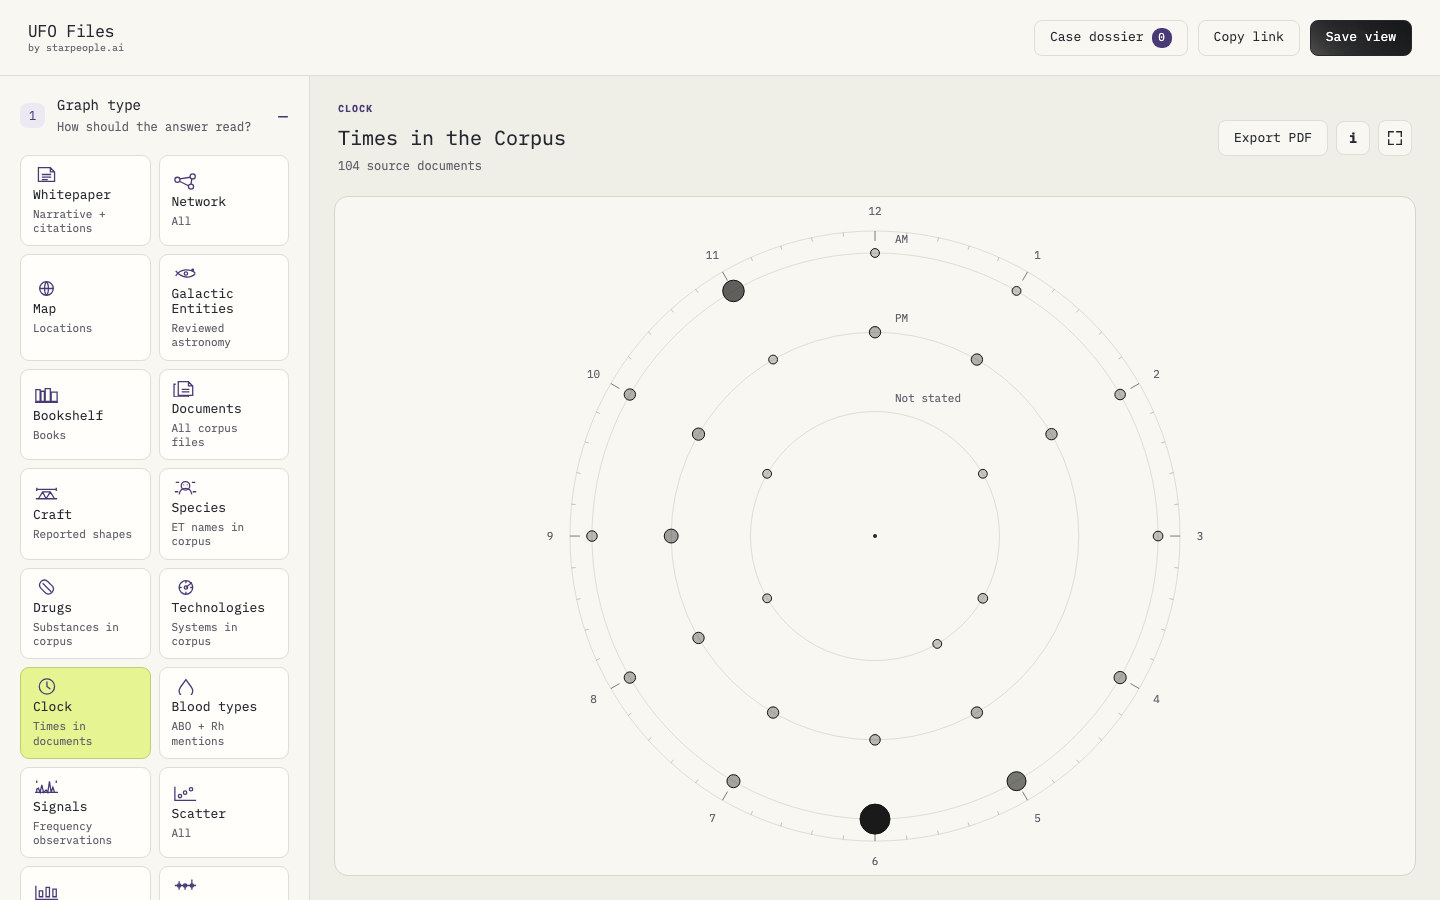 UFO Files
by starpeople.ai
Case dossier 0
Copy link
Save view
1
Graph type
How should the answer read?
Whitepaper
Narrative +
citations
Network
All
Map
Locations
Galactic
Entities
Reviewed
astronomy
Bookshelf
Books
Documents
All corpus
files
Craft
Reported shapes
Species
ET names in
corpus
Drugs
Substances in
corpus
Technologies
Systems in
corpus
Clock
Times in
documents
Blood types
ABO + Rh
mentions
Signals
Frequency
observations
Scatter
All
CLOCK
Times in the Corpus
104 source documents
Export PDF
i
12
AM
11
1
PM
10
2
Not stated
9
3
8
4
7
5
6